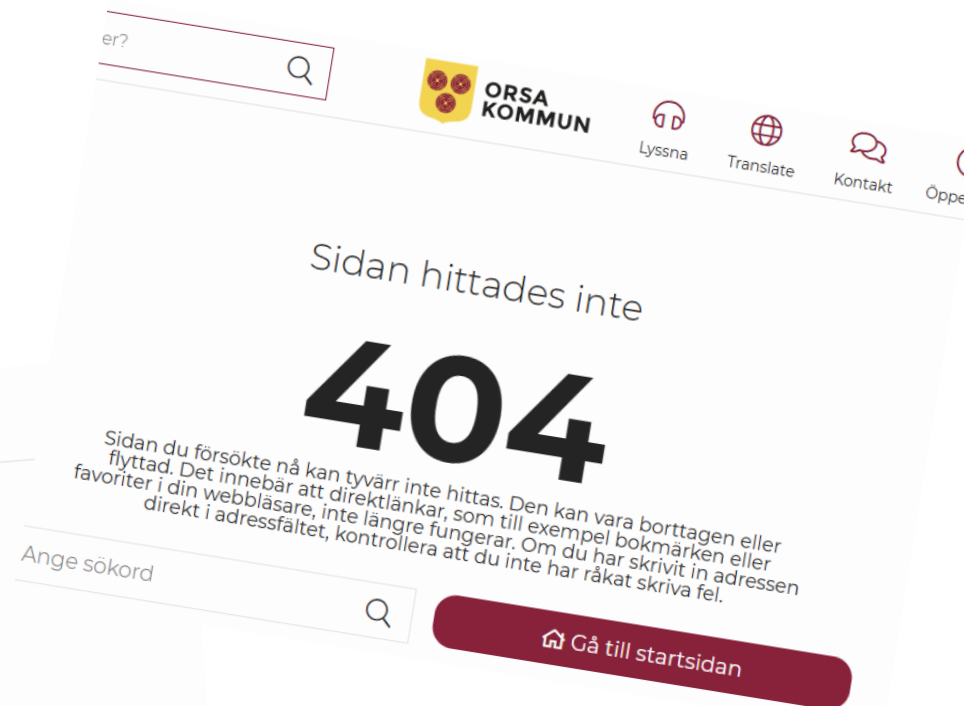 er?
ORSA
KOMMUN
Lyssna
Translate
Kontakt
Sidan hittades inte
404
Sidan du försökte nå kan tyvärr inte hittas. Den kan vara borttagen eller
flyttad. Det innebär att direktlänkar, som till exempel bokmärken eller
favoriter i din webbläsare, inte längre fungerar. Om du har skrivit in adressen
direkt i adressfältet, kontrollera att du inte har råkat skriva fel.
Ange sökord
Gå till startsidan